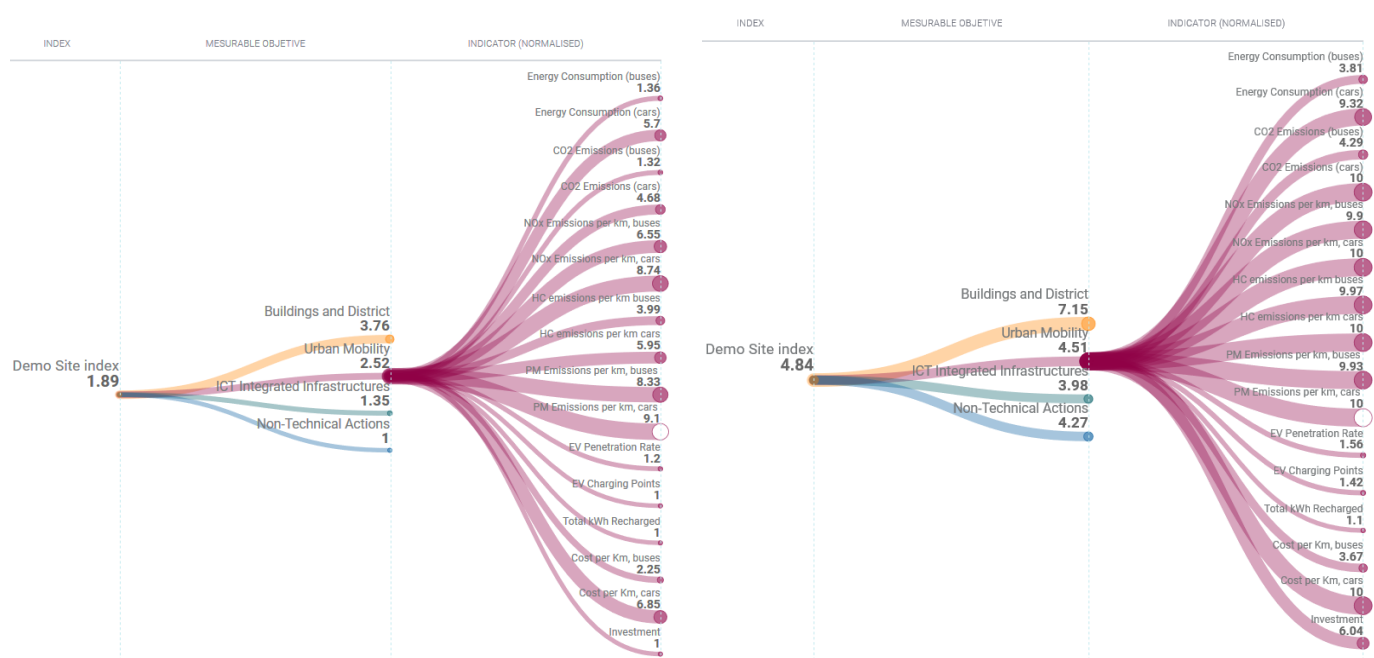 INDEX
MESURABLE OBJETIVE
INDICATOR (NORMALISED)
Energy Consumption (buses)
1.36
Energy Consumption (cars)
5.7
CO2 Emissions (buses)
1.32
CO2 Emissions (cars)
4.68
NOx Emissions per km, buses
6.55
NOx Emissions per km, cars
8.74
HC emissions per km buses
3.99
HC emissions per km cars
5.95
PM Emissions per km, buses
8.33
PM Emissions per km, cars
9.1
EV Penetration Rate
1.2
EV Charging Points
1
Total kWh Recharged
1
Cost per Km, buses
2.25
Cost per Km, cars
6.85
Investment
1
Buildings and District
3.76
Urban Mobility
2.52
ICT Integrated Infrastructures
1.35
Non-Technical Actions
1
Demo Site index
1.89
INDEX
MESURABLE OBJETIVE
INDICATOR (NORMALISED)
Energy Consumption (buses)
3.81
Energy Consumption (cars)
9.32
CO2 Emissions (buses)
4.29
CO2 Emissions (cars)
10
NOx Emissions per km, buses
9.9
NOx Emissions per km, cars
10
HC emissions per km buses
9.97
HC emissions per km cars
10
PM Emissions per km, buses
9.93
PM Emissions per km, cars
10
EV Penetration Rate
1.56
EV Charging Points
1.42
Total kWh Recharged
1.1
Cost per Km, buses
3.67
Cost per Km, cars
10
Investment
6.04
Buildings and District
7.15
Urban Mobility
4.51
ICT Integrated Infrastructures
3.98
Non-Technical Actions
4.27
Demo Site index
4.84